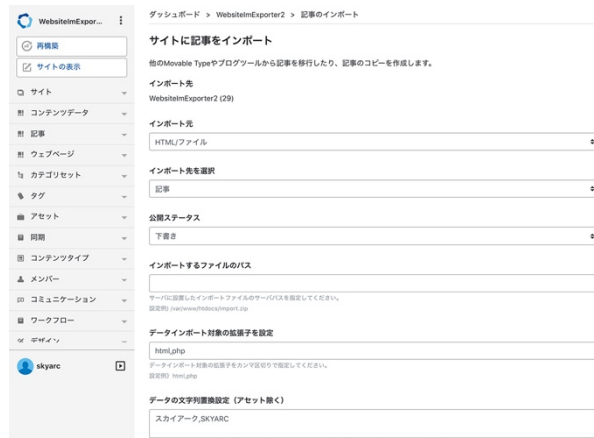 WebsiteImExpor...
再構築
サイトの表示
サイト
コンテンツデータ
記事
ウェブページ
カテゴリセット
タグ
アセット
同期
コンテンツタイプ
メンバー
コミュニケーション
ワークフロー
デザイン
skyarc
ダッシュボード > WebsiteImExporter2 > 記事のインポート
サイトに記事をインポート
他のMovable Typeやブログツールから記事を移行したり、記事のコピーを作成します。
インポート先
WebsiteImExporter2 (29)
インポート元
HTML/ファイル
インポート先を選択
記事
公開ステータス
下書き
インポートするファイルのパス
サーバに設置したインポートファイルのサーバパスを指定してください。
設定例) /var/www/htdocs/import.zip
データインポート対象の拡張子を設定
html,php
データインポート対象の拡張子をカンマ区切りで指定してください。
設定例) html,php
データの文字列置換設定（アセット除く）
スカイアーク,SKYARC